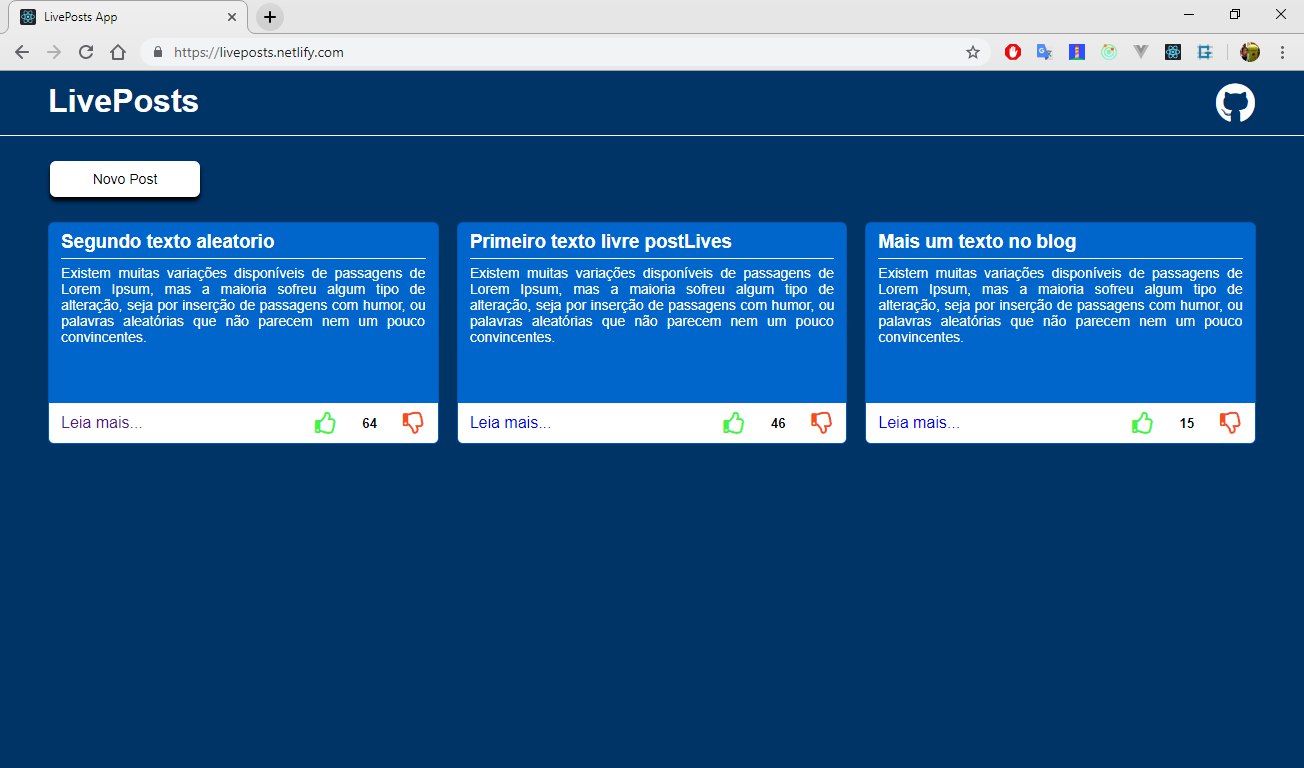 LivePosts App
https://liveposts.netlify.com
LivePosts
Novo Post
Segundo texto aleatorio
Existem muitas variações disponíveis de passagens de
Lorem Ipsum, mas a maioria sofreu algum tipo de
alteração, seja por inserção de passagens com humor, ou
palavras aleatórias que não parecem nem um pouco
convincentes.
Leia mais...
64
Primeiro texto livre postLives
Existem muitas variações disponíveis de passagens de
Lorem Ipsum, mas a maioria sofreu algum tipo de
alteração, seja por inserção de passagens com humor, ou
palavras aleatórias que não parecem nem um pouco
convincentes.
Leia mais...
46
Mais um texto no blog
Existem muitas variações disponíveis de passagens de
Lorem Ipsum, mas a maioria sofreu algum tipo de
alteração, seja por inserção de passagens com humor, ou
palavras aleatórias que não parecem nem um pouco
convincentes.
Leia mais...
15